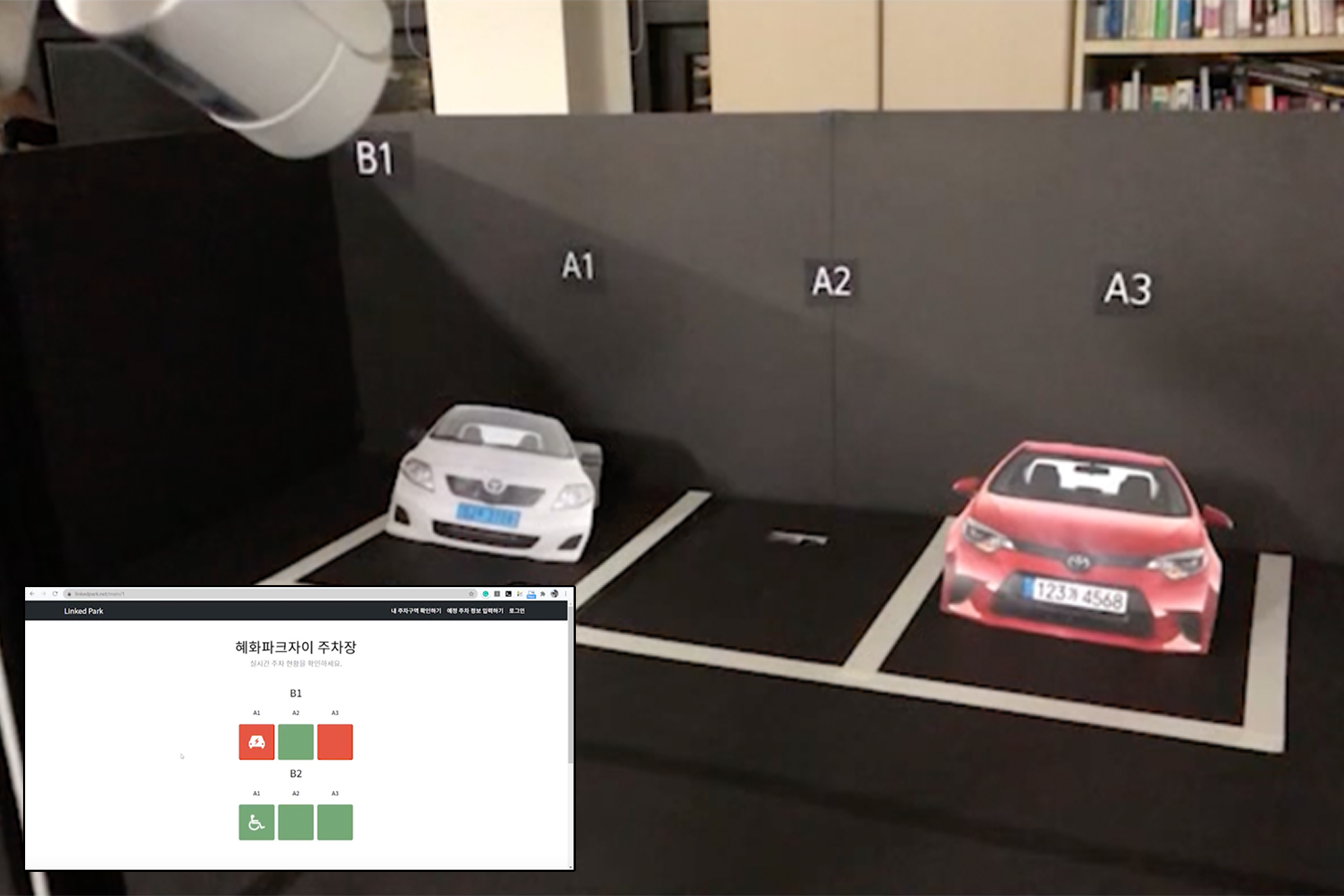 B1
A1
A2
A3
123가 4568
Linked Park
내 주차구역 확인하기 예정 주차 정보 입력하기 로그인
혜화파크자이 주차장
실시간 주차 현황을 확인하세요.
B1
A1 A2 A3
B2
A1 A2 A3